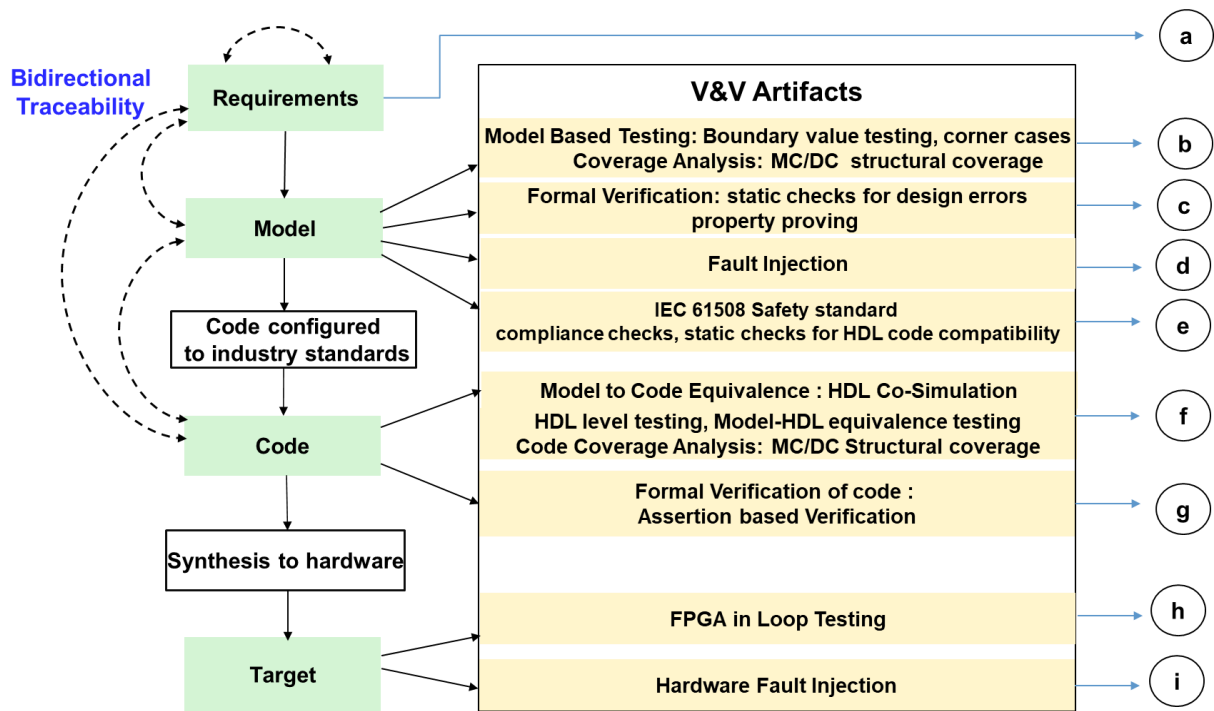 Bidirectional
Traceability
Requirements
a
V&V Artifacts
Model Based Testing: Boundary value testing, corner cases
Coverage Analysis: MC/DC structural coverage
b
Formal Verification: static checks for design errors
property proving
c
Model
Fault Injection
d
IEC 61508 Safety standard
compliance checks, static checks for HDL code compatibility
e
Code configured
to industry standards
Model to Code Equivalence : HDL Co-Simulation
HDL level testing, Model-HDL equivalence testing
Code Coverage Analysis: MC/DC Structural coverage
f
Code
Formal Verification of code :
Assertion based Verification
g
Synthesis to hardware
FPGA in Loop Testing
h
Target
Hardware Fault Injection
i